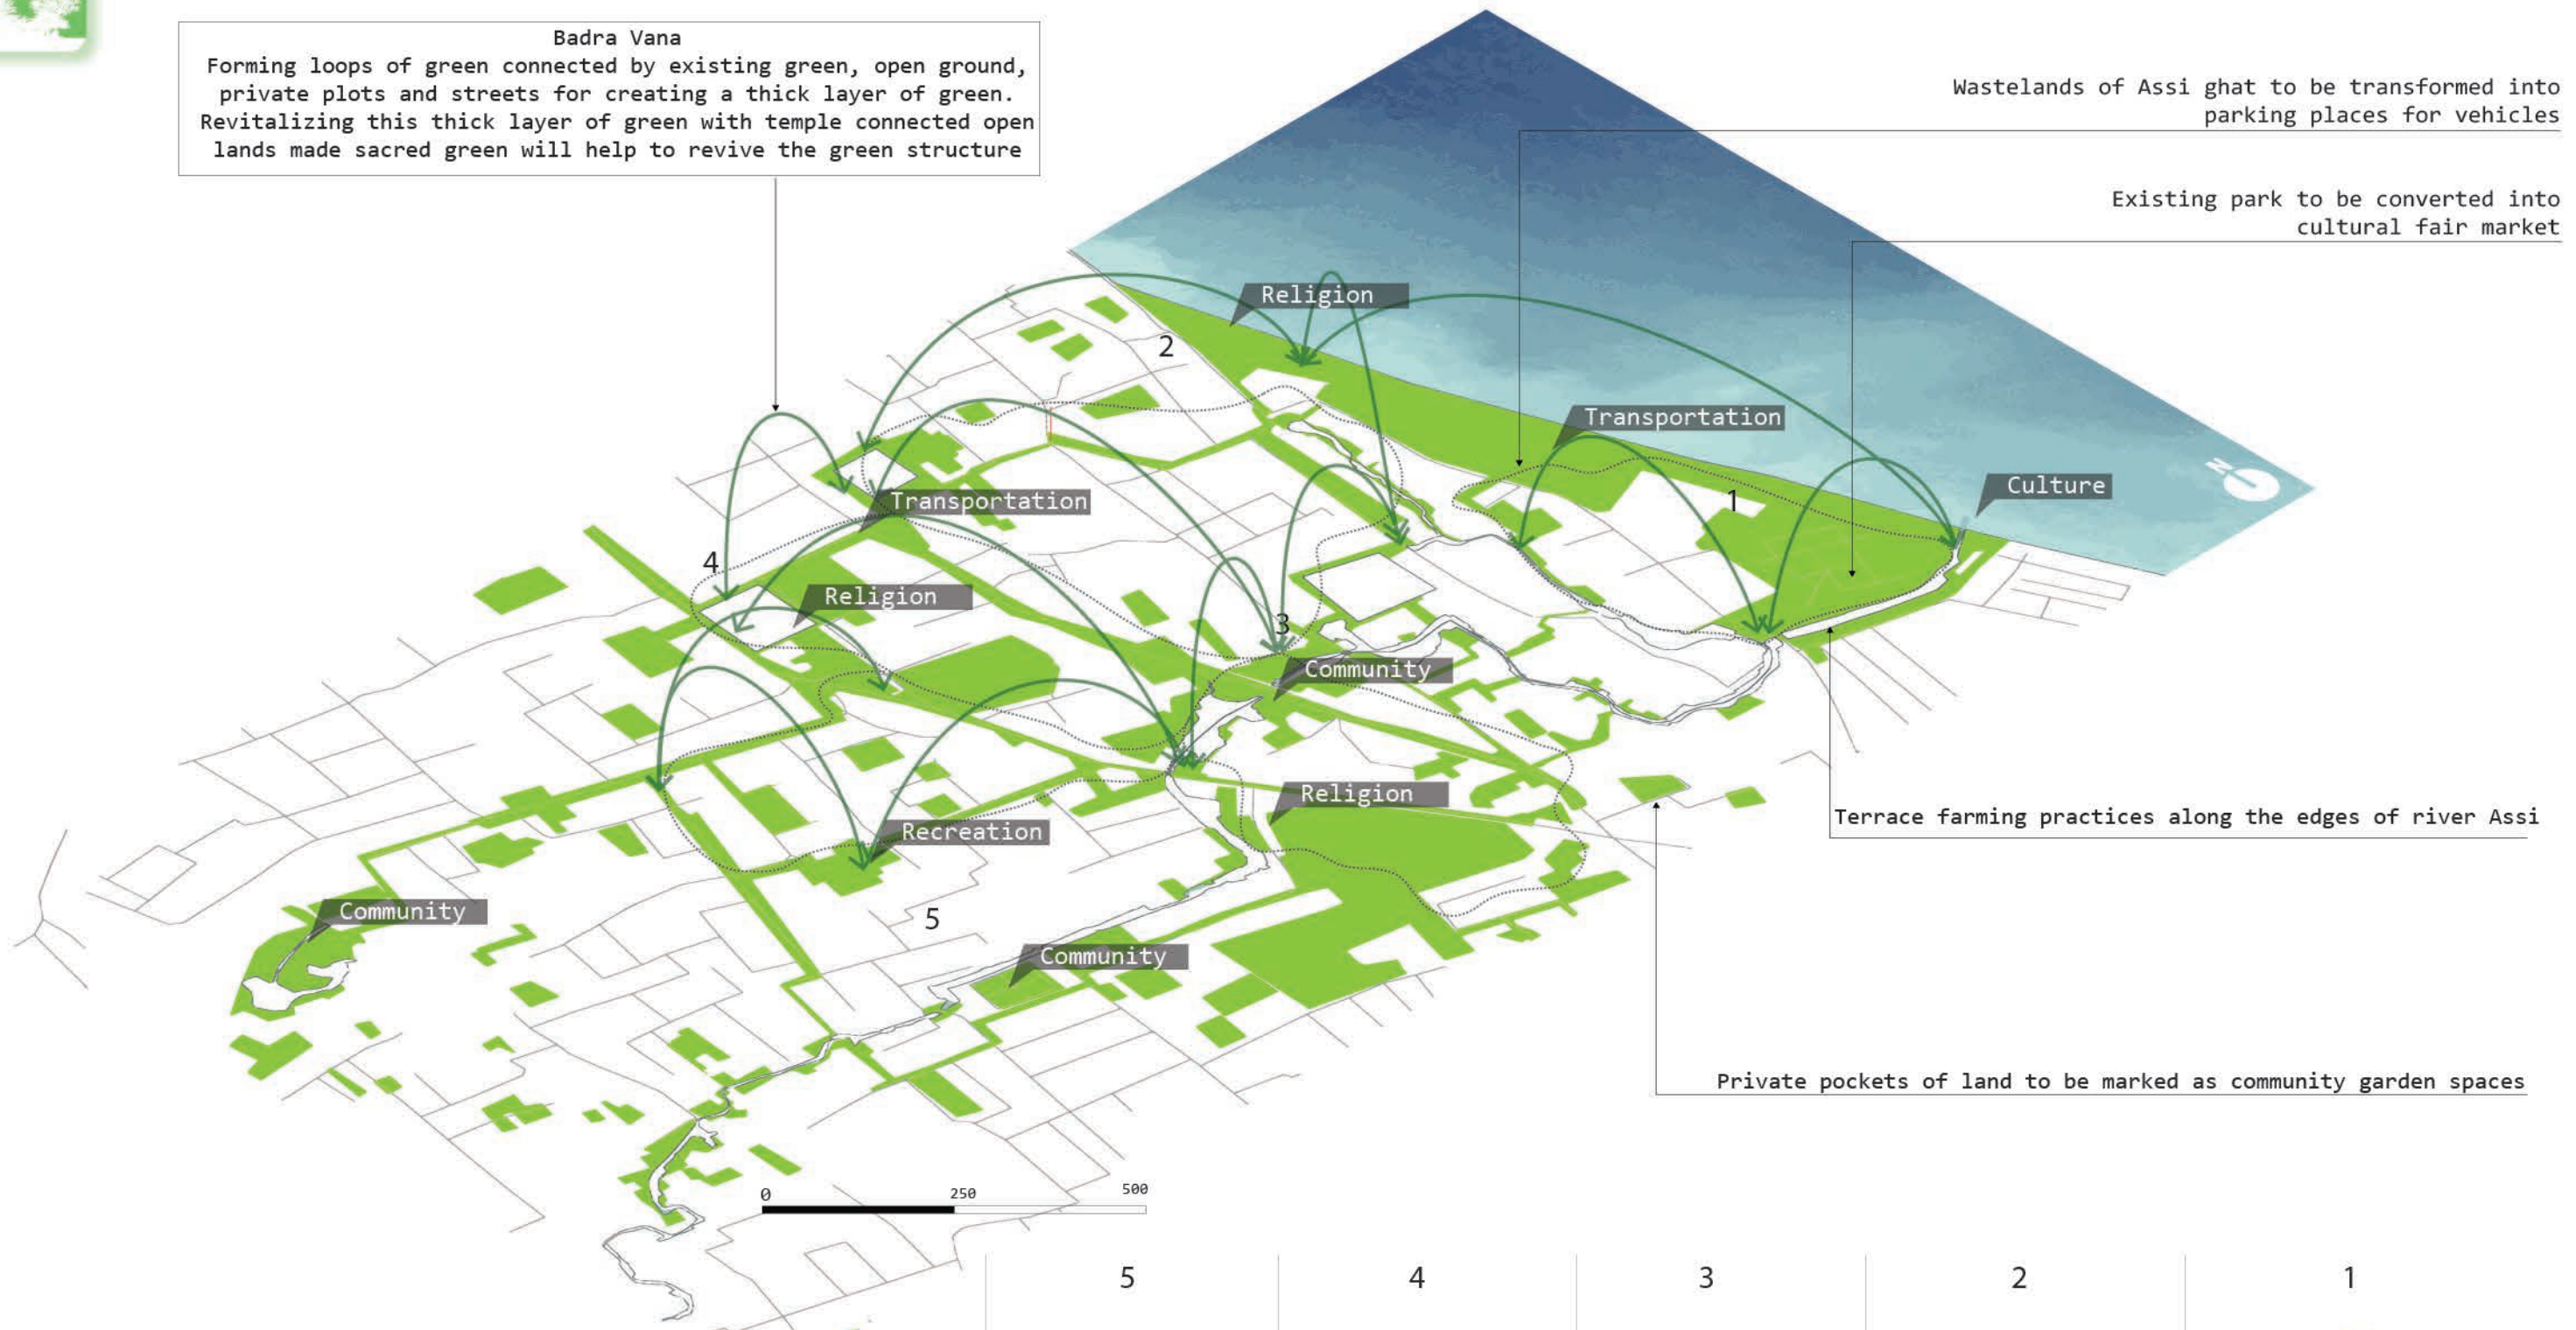 Badra Vana
Forming loops of green connected by existing green, open ground,
private plots and streets for creating a thick layer of green.
Revitalizing this thick layer of green with temple connected open
lands made sacred green will help to revive the green structure
Wastelands of Assi ghat to be transformed into
parking places for vehicles
Existing park to be converted into
cultural fair market
Religion
2
Transportation
N
Culture
1
Transportation
4
Religion
3
Community
Religion
Terrace farming practices along the edges of river Assi
Recreation
Community
5
Community
Private pockets of land to be marked as community garden spaces
0 250 500
5 4 3 2 1